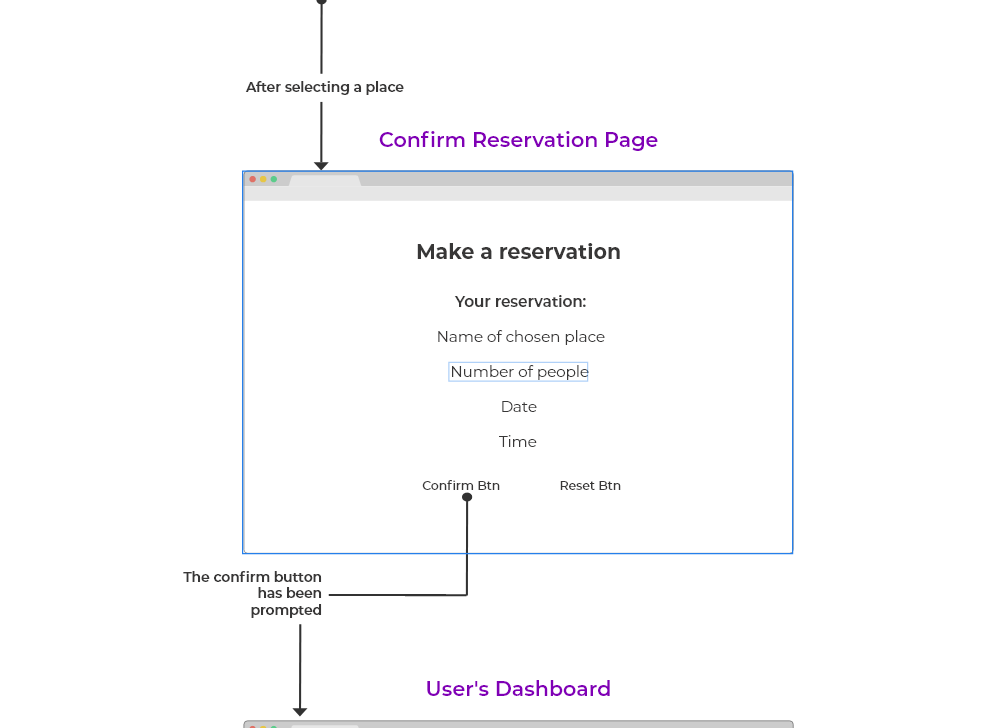 After selecting a place
Confirm Reservation Page
Make a reservation
Your reservation:
Name of chosen place
Number of people
Date
Time
Confirm Btn
Reset Btn
The confirm button
has been
prompted
User's Dashboard